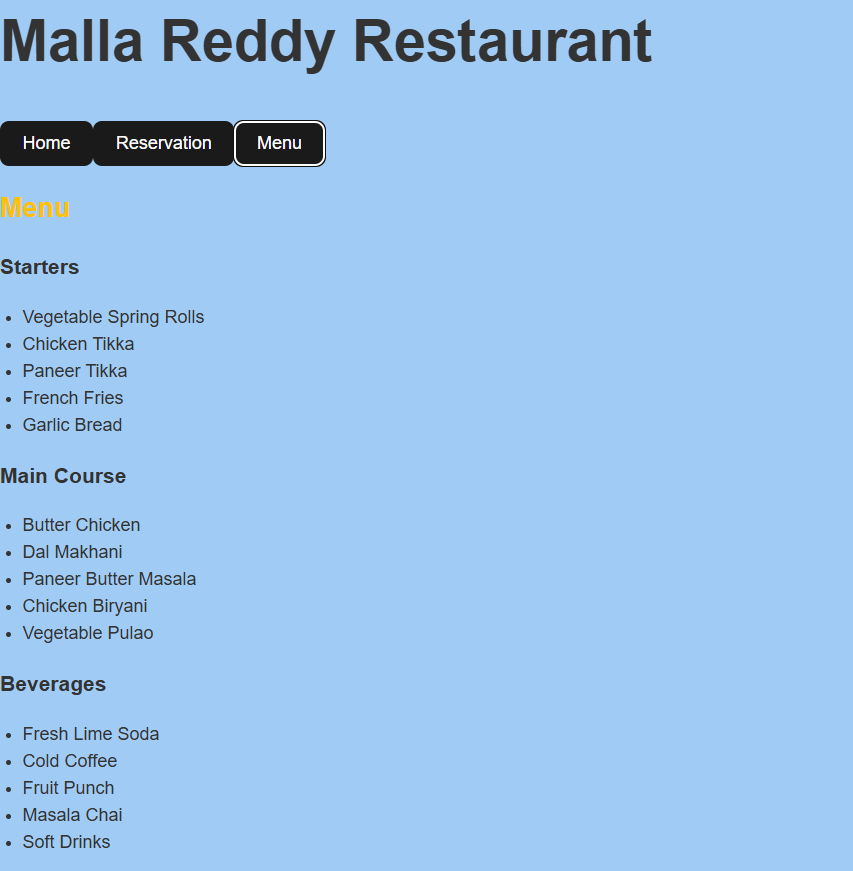 Malla Reddy Restaurant
Home Reservation Menu
Menu
Starters
Vegetable Spring Rolls
Chicken Tikka
Paneer Tikka
French Fries
Garlic Bread
Main Course
Butter Chicken
Dal Makhani
Paneer Butter Masala
Chicken Biryani
Vegetable Pulao
Beverages
Fresh Lime Soda
Cold Coffee
Fruit Punch
Masala Chai
Soft Drinks